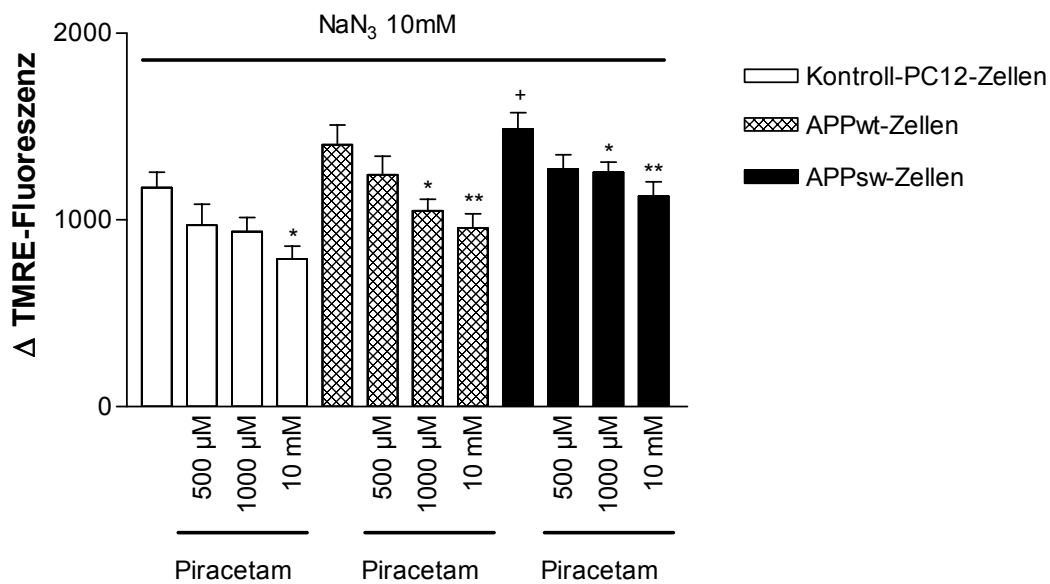 NaN₃ 10mM
Δ TMRE-Fluoreszenz
2000
1000
0
+
*
*
**
*
**
500 µM
1000 µM
10 mM
500 µM
1000 µM
10 mM
500 µM
1000 µM
10 mM
Piracetam
Piracetam
Piracetam
Kontroll-PC12-Zellen
APPwt-Zellen
APPsw-Zellen